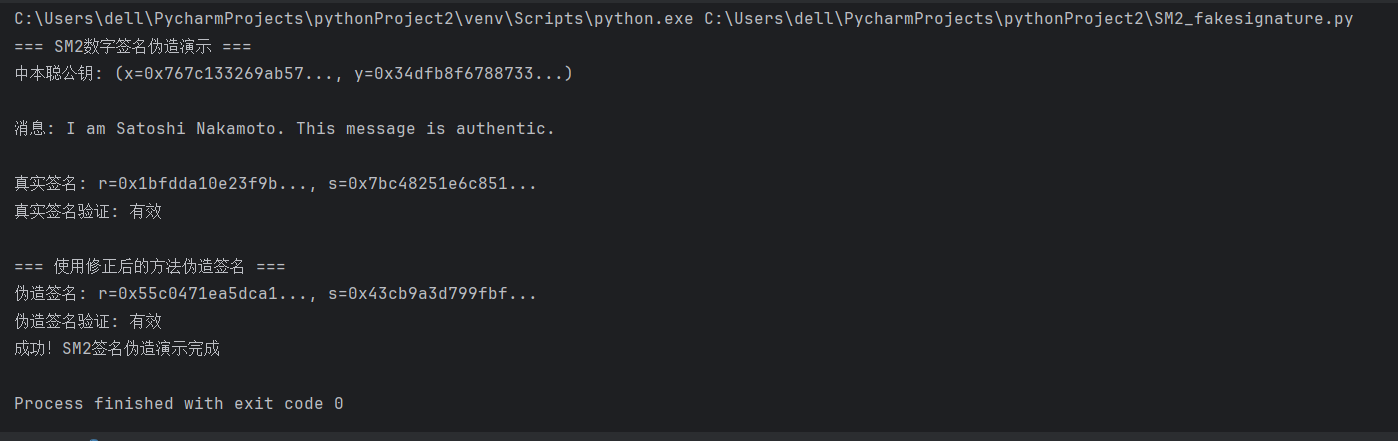 C:\Users\dell\PycharmProjects\pythonProject2\venv\Scripts\python.exe C:\Users\dell\PycharmProjects\pythonProject2\SM2_fakesignature.py
=== SM2数字签名伪造演示 ===
中本聪公钥: (x=0x767c133269ab57..., y=0x34dfb8f6788733...)
消息: I am Satoshi Nakamoto. This message is authentic.
真实签名: r=0x1bfdda10e23f9b..., s=0x7bc48251e6c851...
真实签名验证: 有效
=== 使用修正后的方法伪造签名 ===
伪造签名: r=0x55c0471ea5dca1..., s=0x43cb9a3d799fbf...
伪造签名验证: 有效
成功! SM2签名伪造演示完成
Process finished with exit code 0